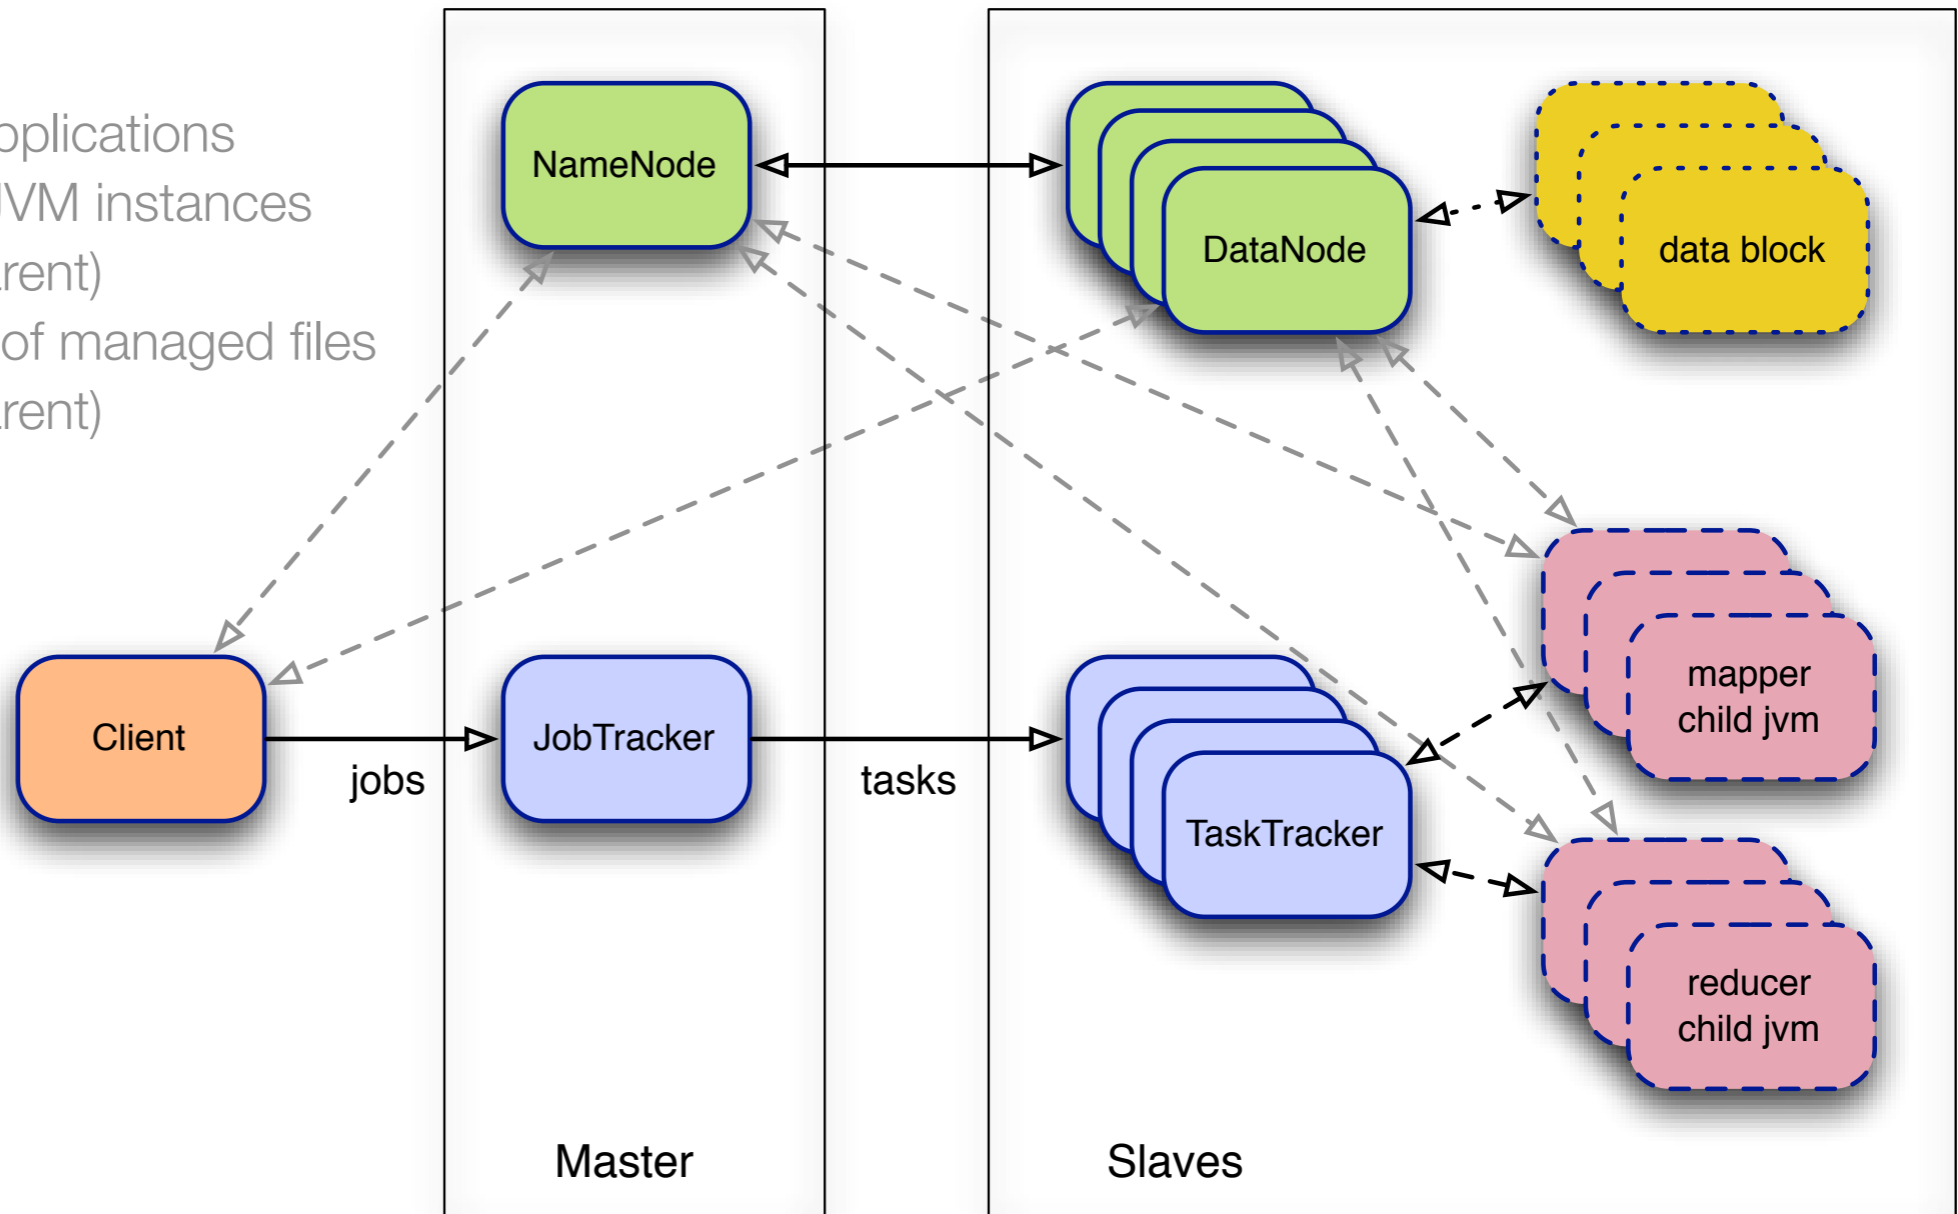 pplications
JVM instances
rent)
of managed files
rent)
NameNode
DataNode
data block
Client
jobs
JobTracker
tasks
TaskTracker
mapper
child jvm
reducer
child jvm
Master
Slaves